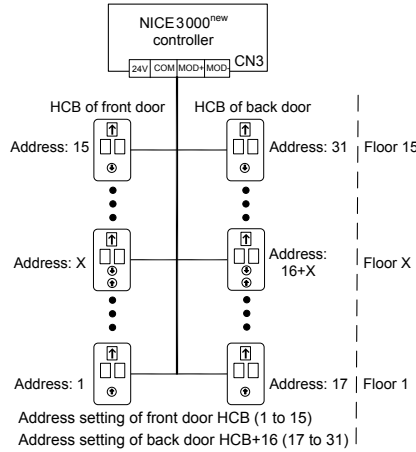 NICE3000new
controller
24V COM MOD+ MOD- CN3
HCB of front door HCB of back door
Address: 15 Address: 31 Floor 15
Address: X Address: 16+X Floor X
Address: 1 Address: 17 Floor 1
Address setting of front door HCB (1 to 15)
Address setting of back door HCB+16 (17 to 31)